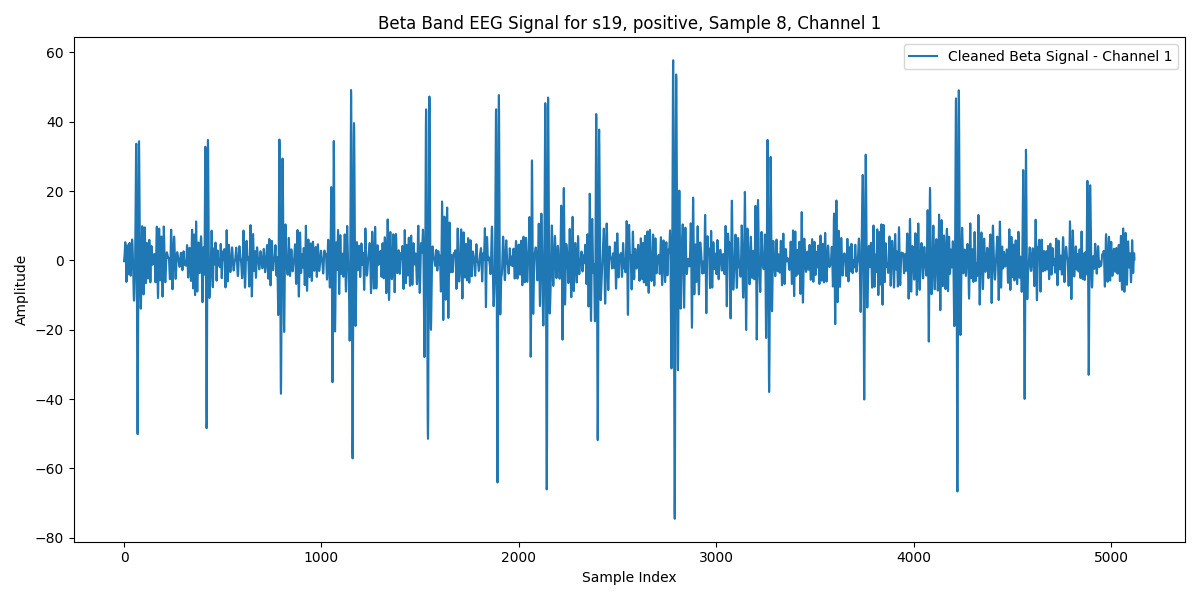 Beta Band EEG Signal for s19, positive, Sample 8, Channel 1
Cleaned Beta Signal - Channel 1
60
40
20
0
−20
−40
−60
−80
Amplitude
0 1000 2000 3000 4000 5000
Sample Index